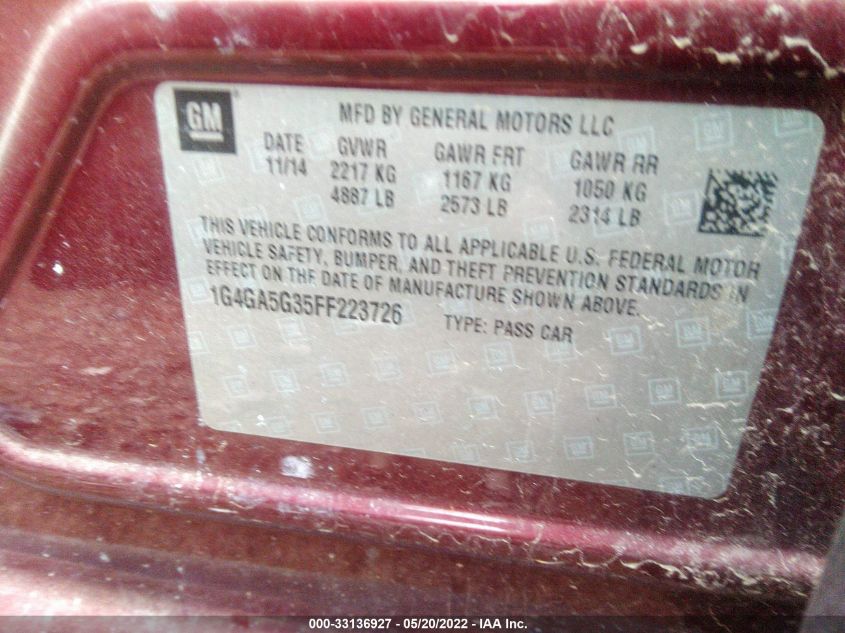 GM
MFD BY GENERAL MOTORS LLC
DATE GVWR GAWR FRT GAWR RR
11/14 2217 KG 1167 KG 1050 KG
4887 LB 2573 LB 2314 LB
THIS VEHICLE CONFORMS TO ALL APPLICABLE U.S. FEDERAL MOTOR
VEHICLE SAFETY, BUMPER, AND THEFT PREVENTION STANDARDS IN
EFFECT ON THE DATE OF MANUFACTURE SHOWN ABOVE.
1G4GA5G35FF223726 TYPE: PASS CAR
000-33136927 - 05/20/2022 - IAA Inc.